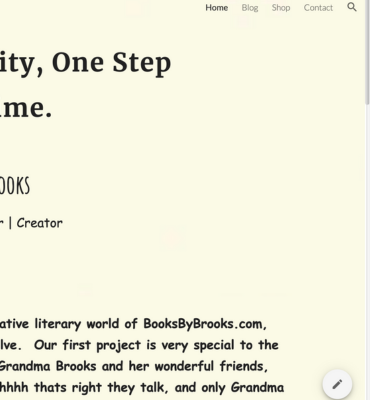 Home Blog Shop Contact
ity, One Step
me.
ooks
r | Creator
ative literary world of BooksByBrooks.com,
lve. Our first project is very special to the
Grandma Brooks and her wonderful friends,
hhhh thats right they talk, and only Grandma